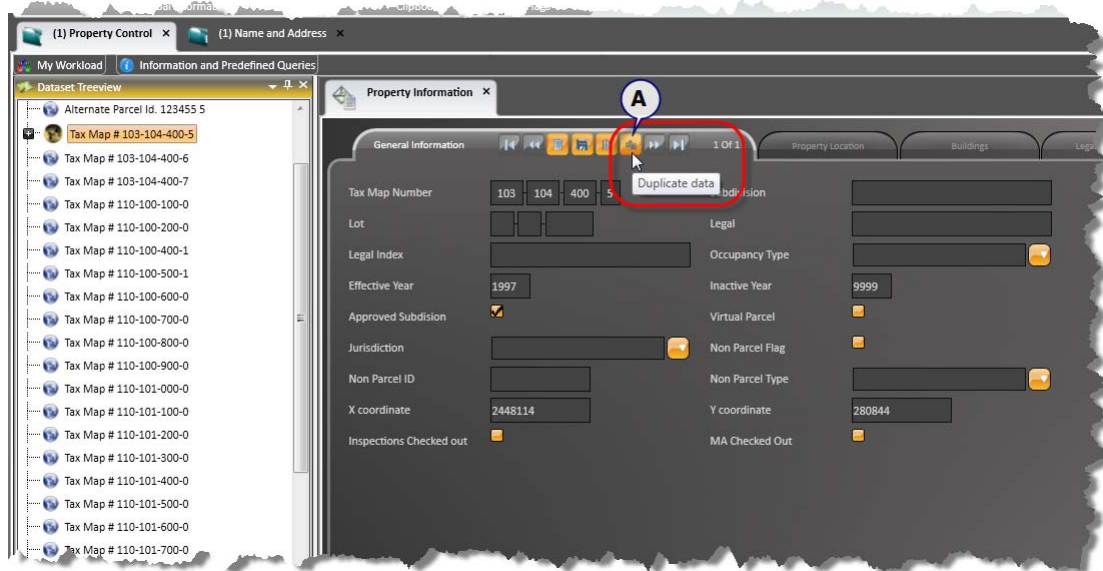 (1) Property Control × (1) Name and Address ×
My Workload Information and Predefined Queries
Dataset Treeview
Alternate Parcel Id. 123455 5
Tax Map # 103-104-400-5
Tax Map # 103-104-400-6
Tax Map # 103-104-400-7
Tax Map # 110-100-100-0
Tax Map # 110-100-200-0
Tax Map # 110-100-400-1
Tax Map # 110-100-500-1
Tax Map # 110-100-600-0
Tax Map # 110-100-700-0
Tax Map # 110-100-800-0
Tax Map # 110-100-900-0
Tax Map # 110-101-000-0
Tax Map # 110-101-100-0
Tax Map # 110-101-200-0
Tax Map # 110-101-300-0
Tax Map # 110-101-400-0
Tax Map # 110-101-500-0
Tax Map # 110-101-600-0
Tax Map # 110-101-700-0
Property Information ×
A
General Information 1 Of 1 Property Location Buildings Legal
Duplicate data
Tax Map Number 103 - 104 - 400 - 5 Subdivision
Lot - - Legal
Legal Index Occupancy Type
Effective Year 1997 Inactive Year 9999
Approved Subdision Virtual Parcel
Jurisdiction Non Parcel Flag
Non Parcel ID Non Parcel Type
X coordinate 2448114 Y coordinate 280844
Inspections Checked out MA Checked Out